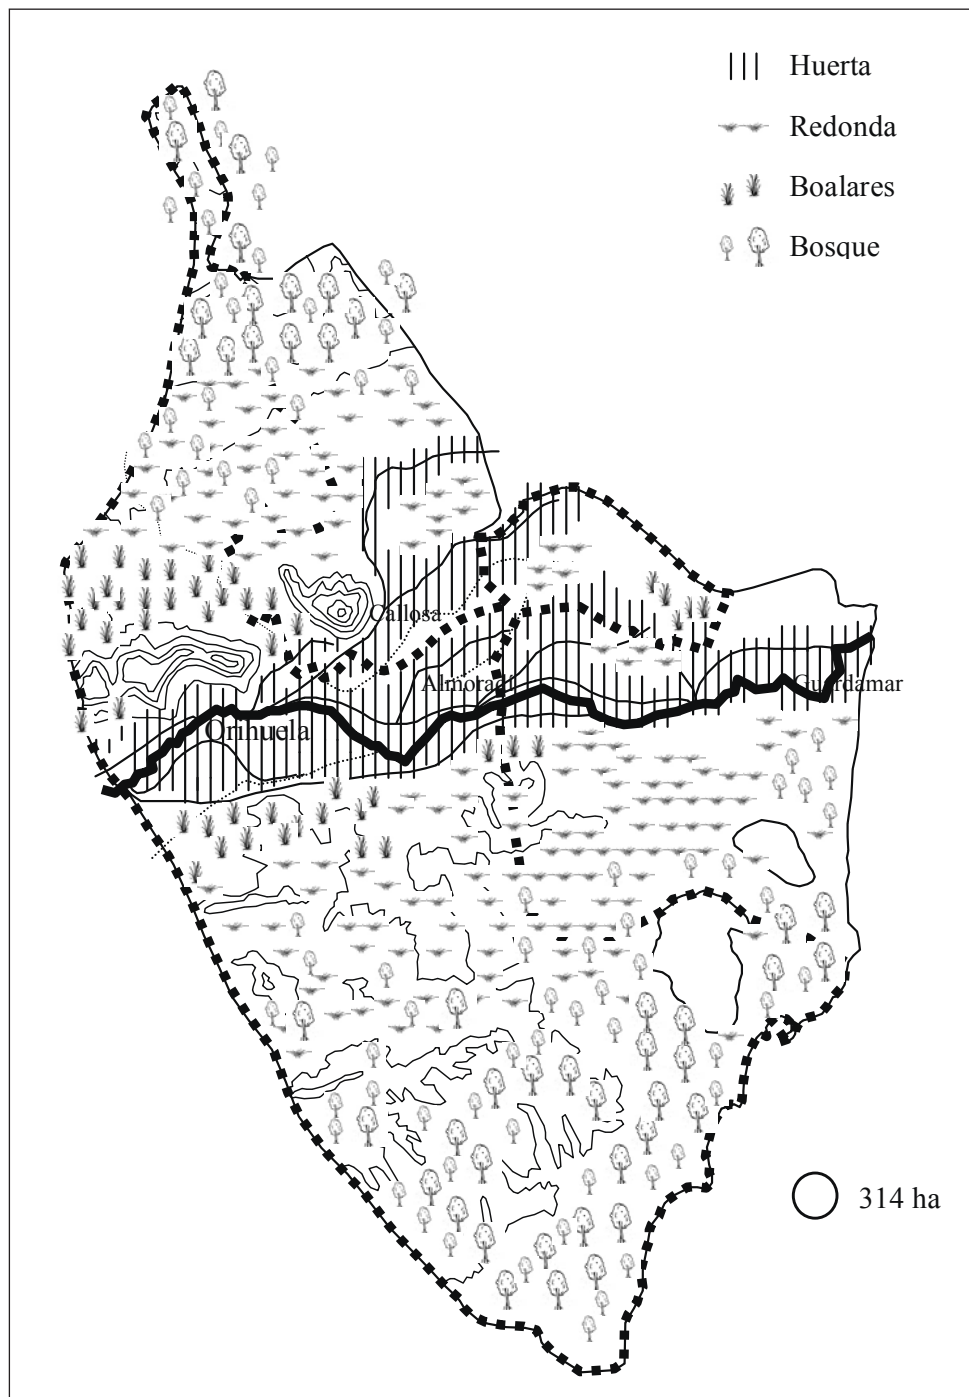 Huerta
Redonda
Boalares
Bosque
Callosa
Almoradí
Guardamar
Orihuela
314 ha